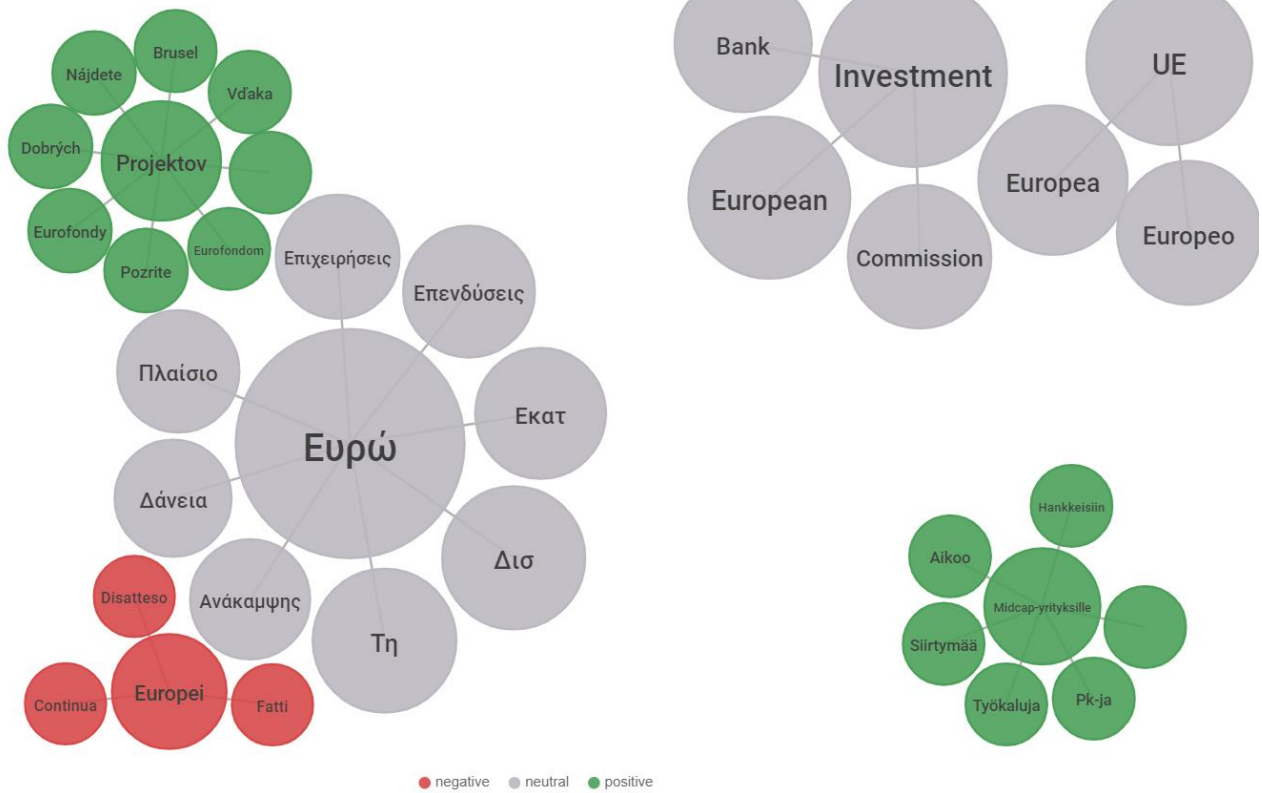 Brusel
Nájdete
Vďaka
Dobrých
Projektov
Eurofondy
Pozrite
Eurofondom
Επιχειρήσεις
Επενδύσεις
Πλαίσιο
Εκατ
Ευρώ
Δάνεια
Δισ
Ανάκαμψης
Τη
Disatteso
Europei
Continua
Fatti
Bank
Investment
European
Commission
UE
Europea
Europeo
Hankkeisiin
Aikoo
Midcap-yrityksille
Siirtymää
Työkaluja
Pk-ja
negative neutral positive